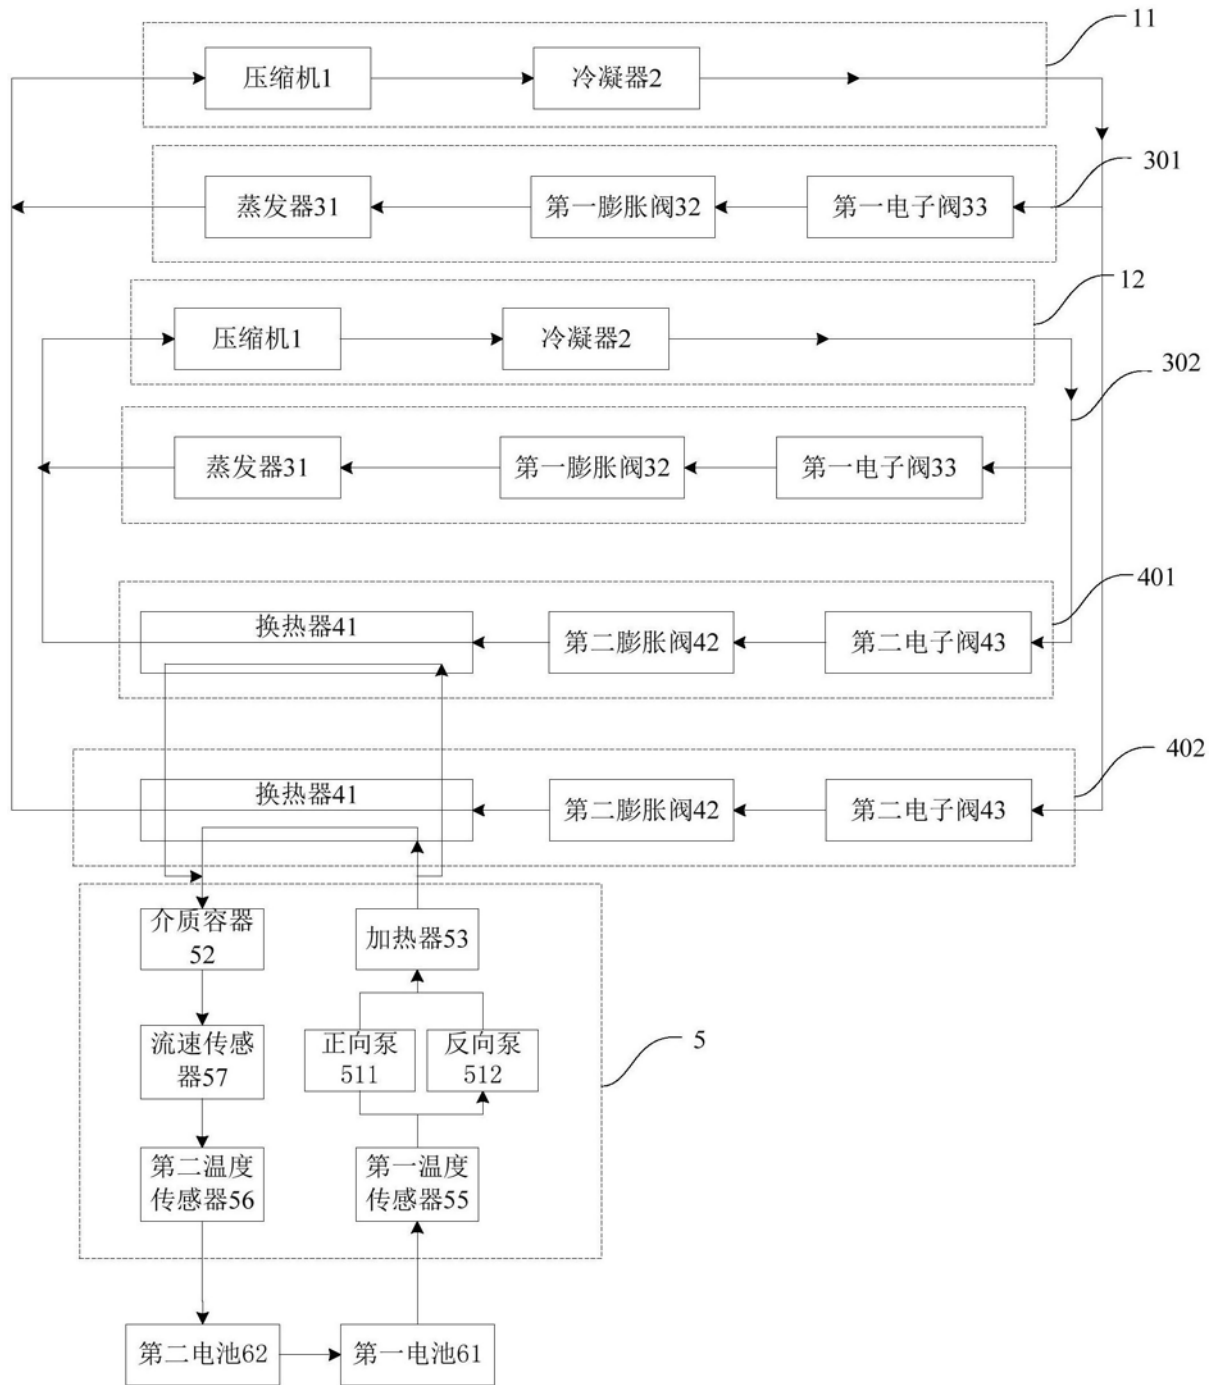 11
压缩机1
冷凝器2
301
蒸发器31
第一膨胀阀32
第一电子阀33
12
压缩机1
冷凝器2
302
蒸发器31
第一膨胀阀32
第一电子阀33
401
换热器41
第二膨胀阀42
第二电子阀43
402
换热器41
第二膨胀阀42
第二电子阀43
介质容器
52
加热器53
流速传感
器57
正向泵
511
反向泵
512
5
第二温度
传感器56
第一温度
传感器55
第二电池62
第一电池61